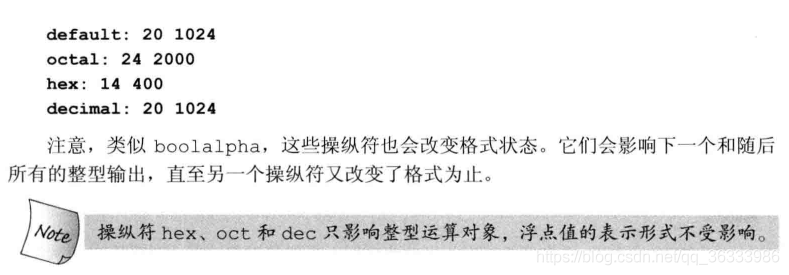 default: 20 1024
octal: 24 2000
hex: 14 400
decimal: 20 1024
注意，类似 boolalpha，这些操纵符也会改变格式状态。它们会影响下一个和随后
所有的整型输出，直至另一个操纵符又改变了格式为止。
Note 操纵符 hex、oct 和 dec 只影响整型运算对象，浮点值的表示形式不受影响。
https://blog.csdn.net/qq_36333986